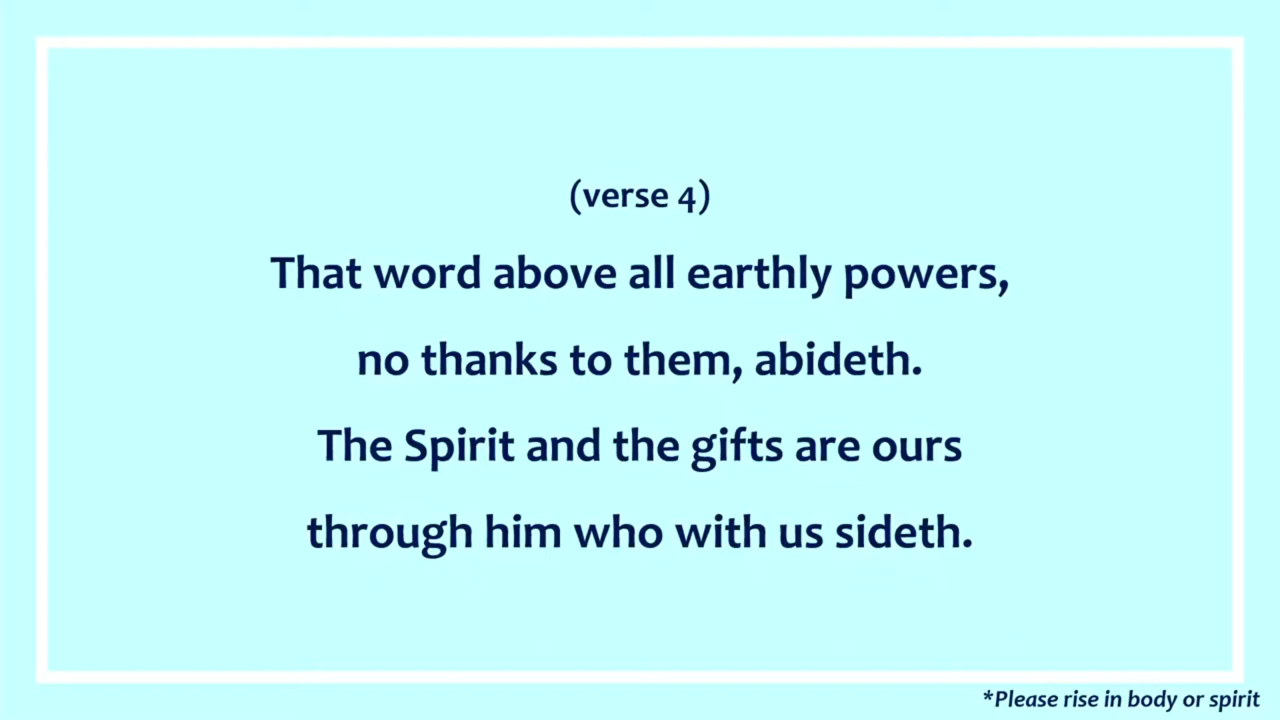 (verse 4)
That word above all earthly powers,
no thanks to them, abideth.
The Spirit and the gifts are ours
through him who with us sideth.
*Please rise in body or spirit